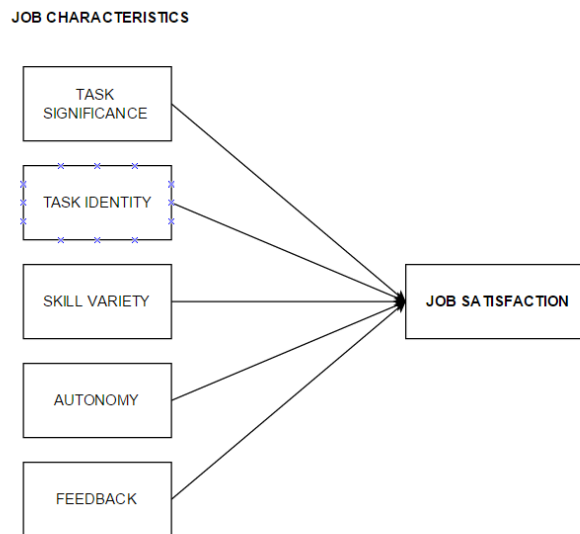 JOB CHARACTERISTICS
TASK
SIGNIFICANCE
TASK IDENTITY
SKILL VARIETY
JOB SATISFACTION
AUTONOMY
FEEDBACK